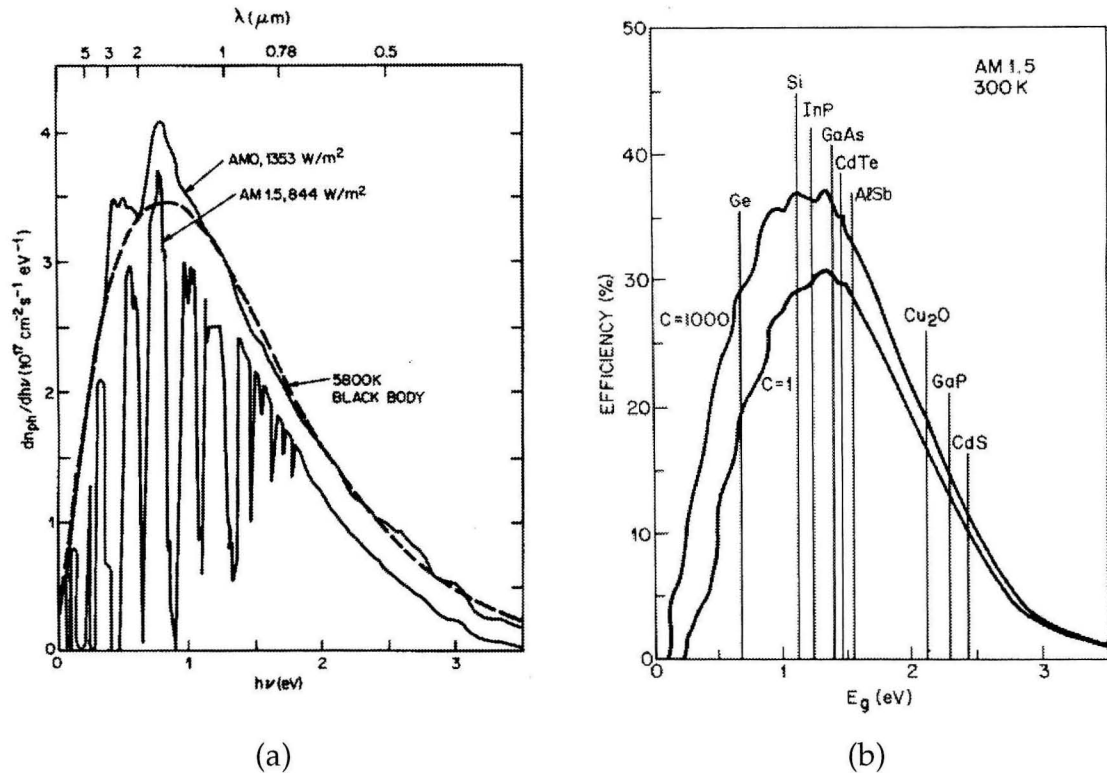 λ (μm)
5 3 2 1 0.78 0.5
4
3
2
1
0
dn_ph/dhν (10^17 cm^-2 s^-1 eV^-1)
AM0, 1353 W/m²
AM 1.5, 844 W/m²
5800K
BLACK BODY
0 1 2 3
hν (eV)
(a)
50
40
30
20
10
0
EFFICIENCY (%)
AM 1.5
300 K
Si
InP
GaAs
CdTe
AℓSb
Ge
C=1000
C=1
Cu₂O
GaP
CdS
0 1 2 3
E_g (eV)
(b)